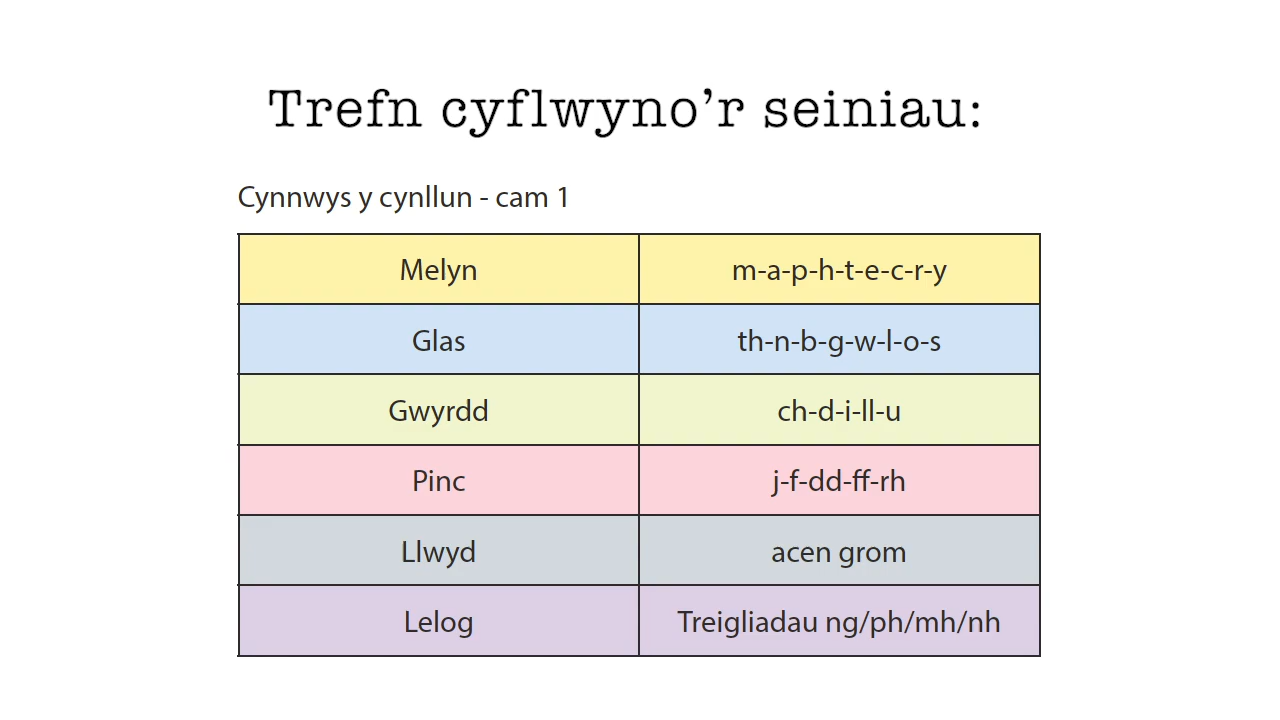 Trefn cyflwyno’r seiniau:
Cynnwys y cynllun - cam 1
Melyn m-a-p-h-t-e-c-r-y
Glas th-n-b-g-w-l-o-s
Gwyrdd ch-d-i-ll-u
Pinc j-f-dd-ff-rh
Llwyd acen grom
Lelog Treigliadau ng/ph/mh/nh